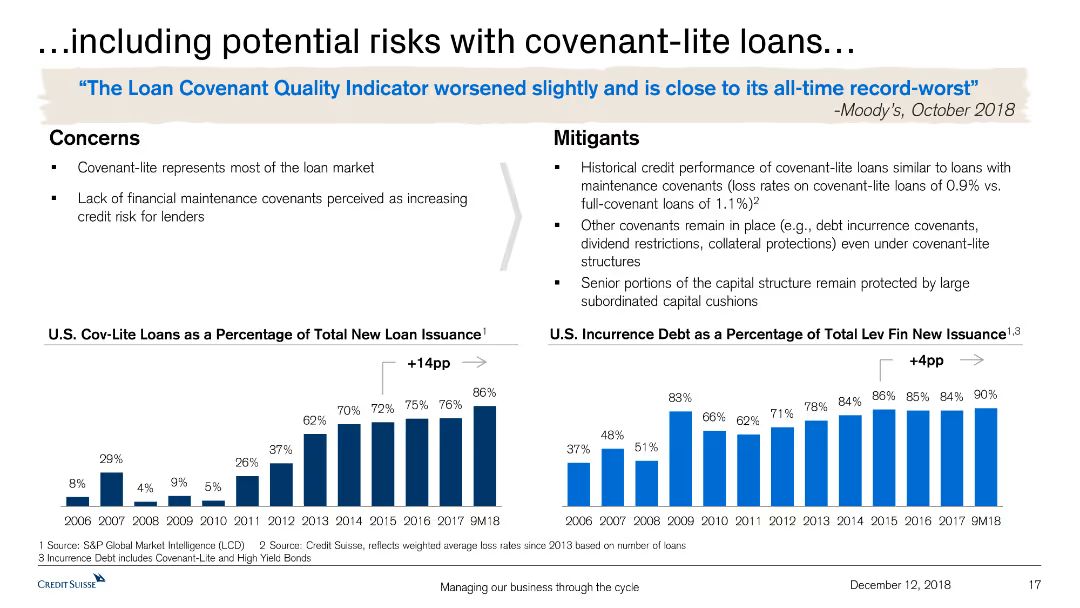 ...including potential risks with covenant-lite loans...
“The Loan Covenant Quality Indicator worsened slightly and is close to its all-time record-worst”
-Moody’s, October 2018
Concerns
▪ Covenant-lite represents most of the loan market
▪ Lack of financial maintenance covenants perceived as increasing
credit risk for lenders
Mitigants
▪ Historical credit performance of covenant-lite loans similar to loans with
maintenance covenants (loss rates on covenant-lite loans of 0.9% vs.
full-covenant loans of 1.1%)2
▪ Other covenants remain in place (e.g., debt incurrence covenants,
dividend restrictions, collateral protections) even under covenant-lite
structures
▪ Senior portions of the capital structure remain protected by large
subordinated capital cushions
U.S. Cov-Lite Loans as a Percentage of Total New Loan Issuance1
+14pp
8% 29% 4% 9% 5% 26% 37% 62% 70% 72% 75% 76% 86%
2006 2007 2008 2009 2010 2011 2012 2013 2014 2015 2016 2017 9M18
U.S. Incurrence Debt as a Percentage of Total Lev Fin New Issuance1,3
+4pp
37% 48% 51% 83% 66% 62% 71% 78% 84% 86% 85% 84% 90%
2006 2007 2008 2009 2010 2011 2012 2013 2014 2015 2016 2017 9M18
1 Source: S&P Global Market Intelligence (LCD) 2 Source: Credit Suisse, reflects weighted average loss rates since 2013 based on number of loans
3 Incurrence Debt includes Covenant-Lite and High Yield Bonds
CREDIT SUISSE
Managing our business through the cycle
December 12, 2018
17